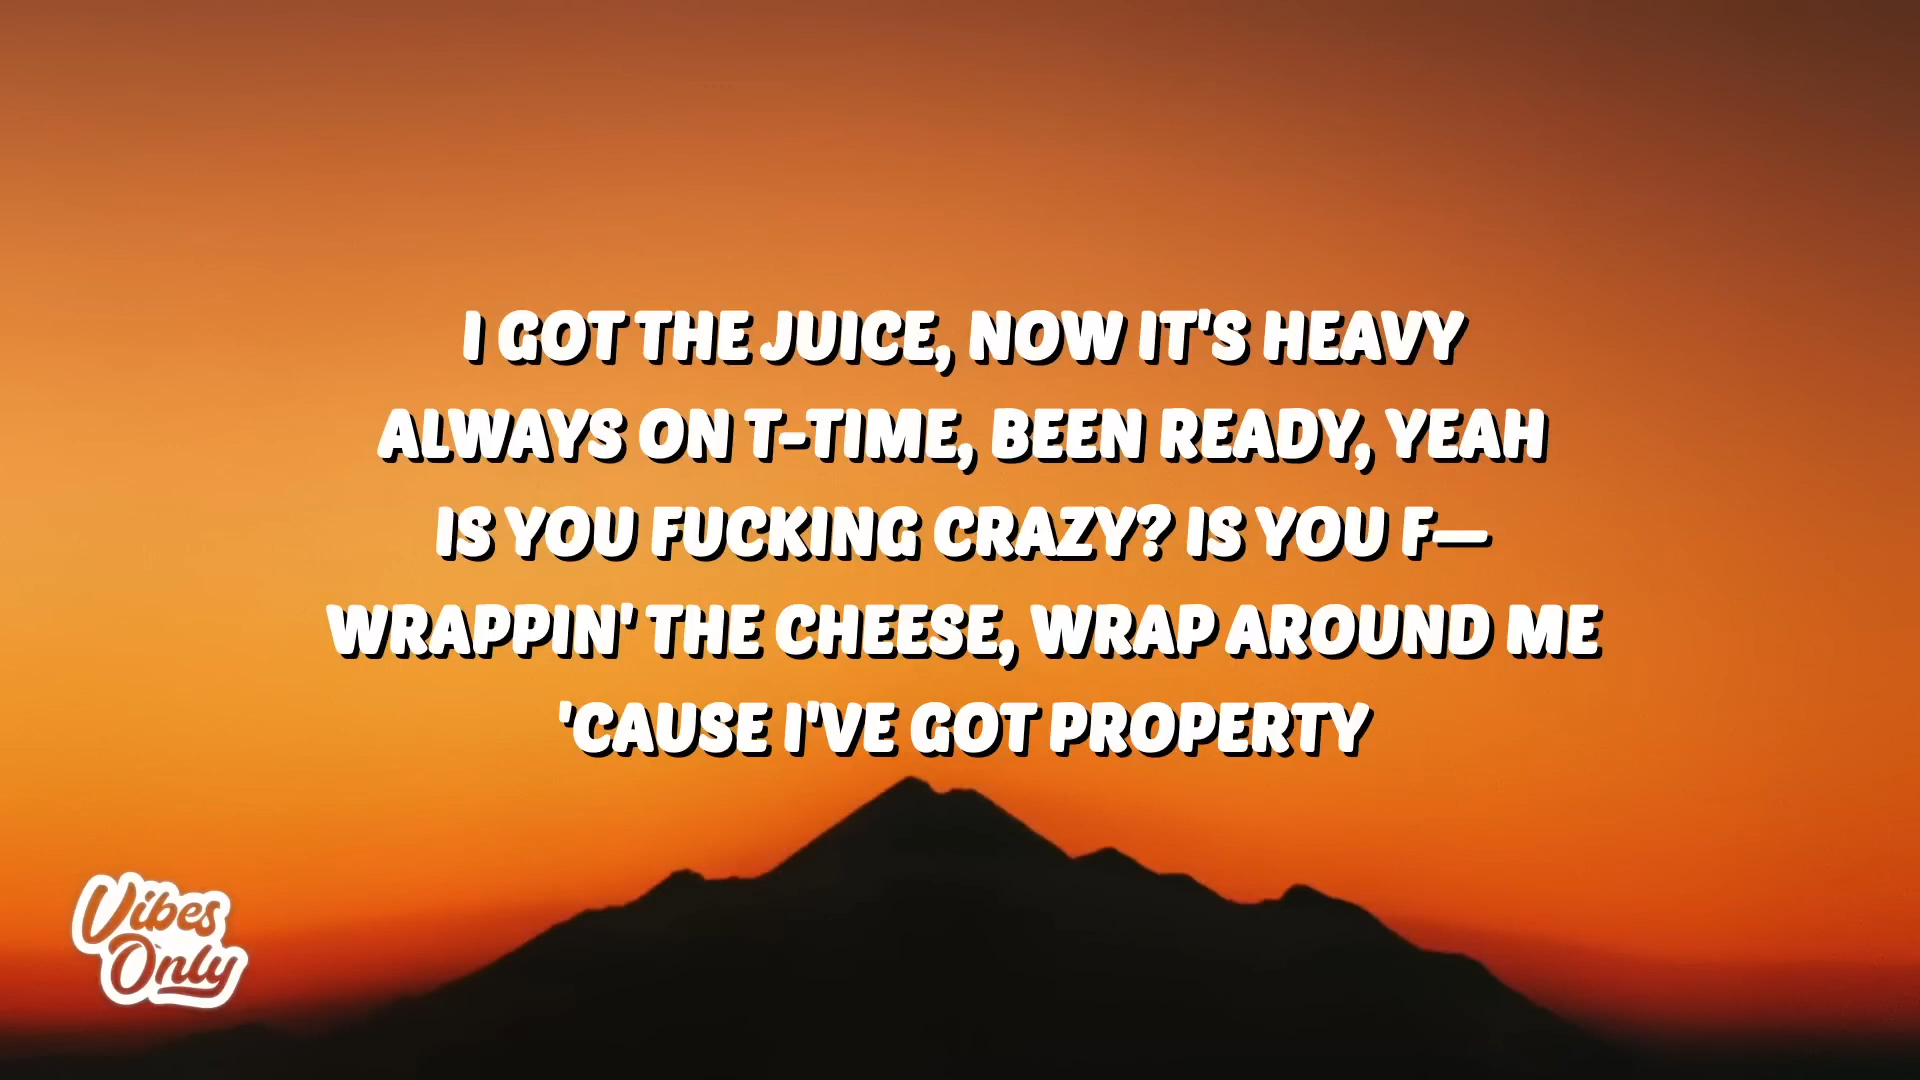 I GOT THE JUICE, NOW IT'S HEAVY
ALWAYS ON T-TIME, BEEN READY, YEAH
IS YOU FUCKING CRAZY? IS YOU F—
WRAPPIN' THE CHEESE, WRAP AROUND ME
'CAUSE I'VE GOT PROPERTY
Vibes
Only